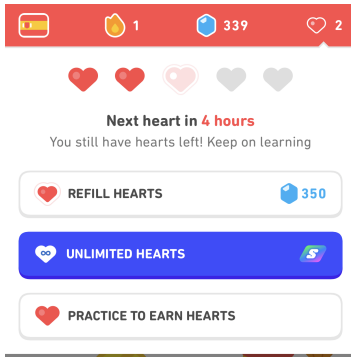 1
339
2
Next heart in 4 hours
You still have hearts left! Keep on learning
REFILL HEARTS 350
UNLIMITED HEARTS S
PRACTICE TO EARN HEARTS